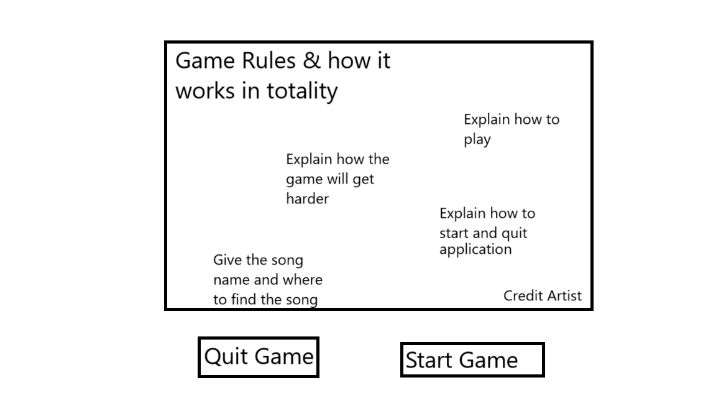 Game Rules & how it
works in totality
Explain how to
play
Explain how the
game will get
harder
Explain how to
start and quit
application
Give the song
name and where
to find the song
Credit Artist
Quit Game
Start Game